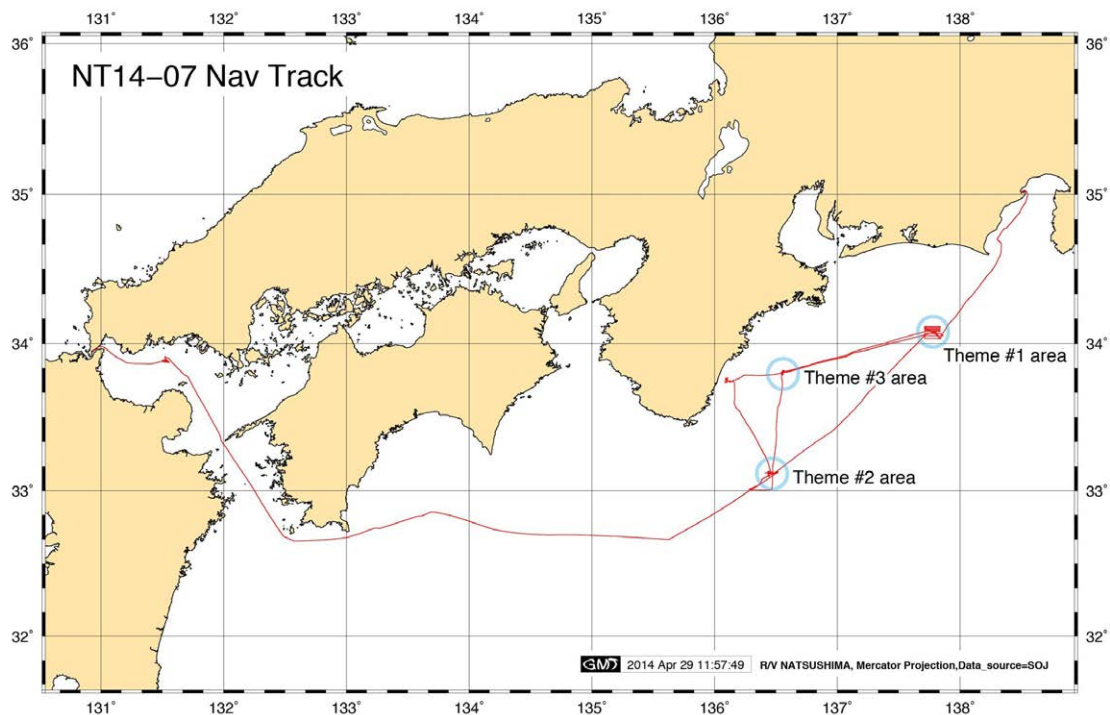 131° 132° 133° 134° 135° 136° 137° 138°
36° 36°
NT14-07 Nav Track
35° 35°
34° 34°
Theme #1 area
Theme #3 area
Theme #2 area
33° 33°
32° 32°
GMT 2014 Apr 29 11:57:49 R/V NATSUSHIMA, Mercator Projection,Data_source=SOJ
131° 132° 133° 134° 135° 136° 137° 138°